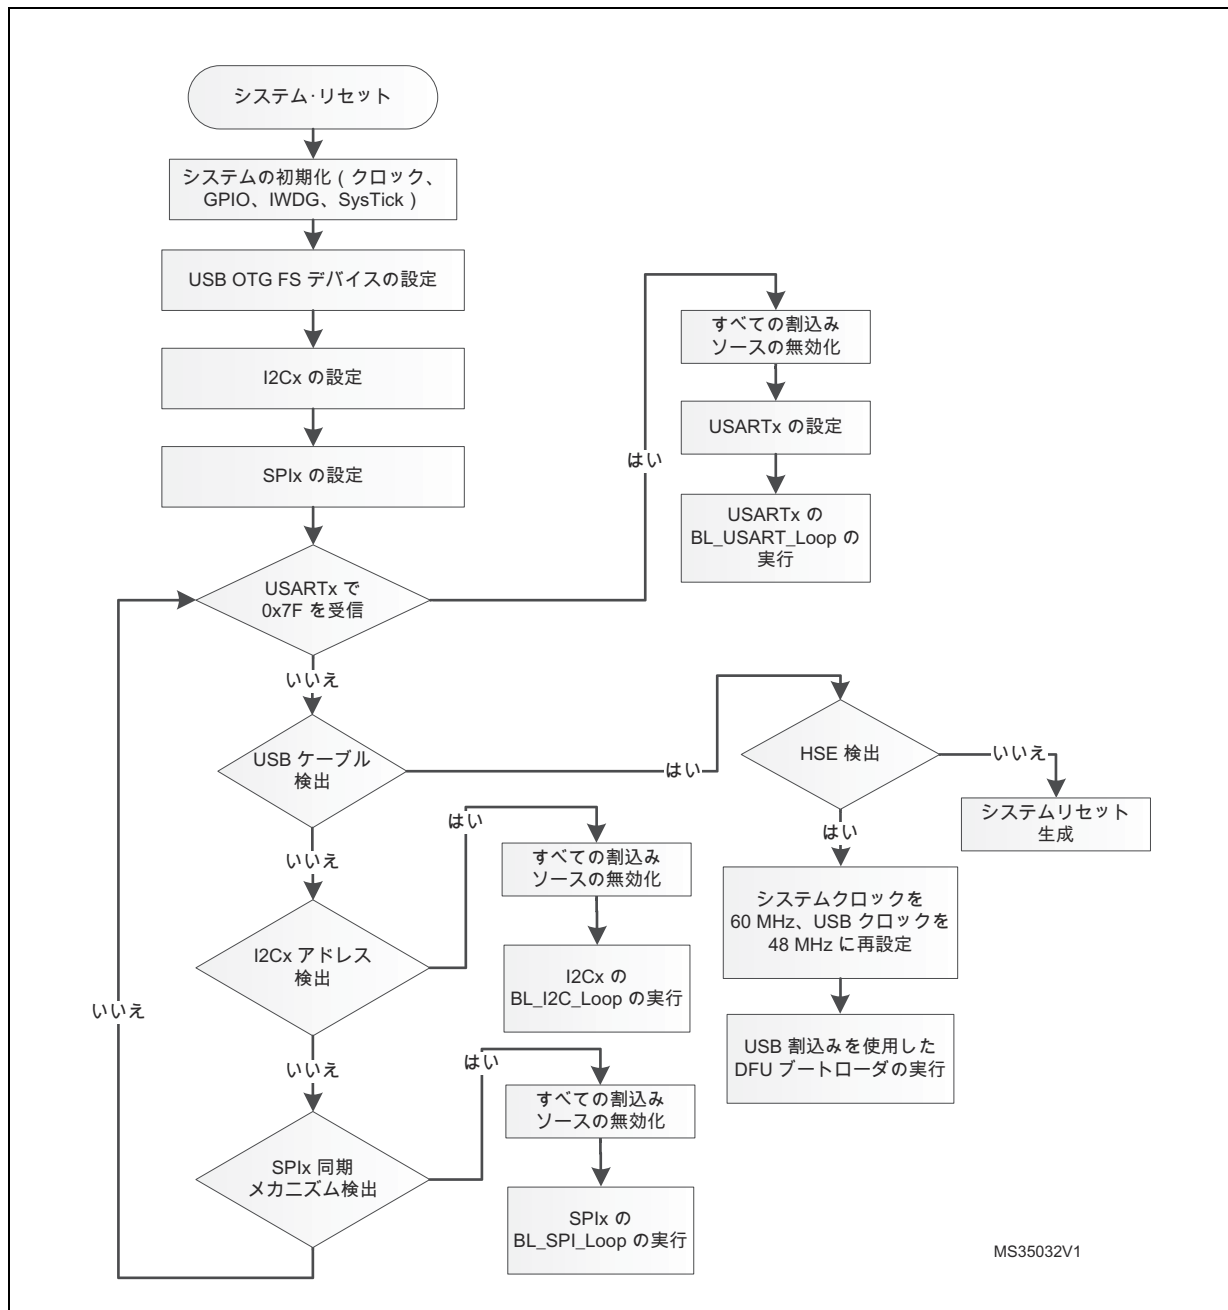 システム･リセット
システムの初期化 ( クロック、
GPIO、IWDG、SysTick )
USB OTG FS デバイスの設定
I2Cx の設定
SPIx の設定
USARTx で
0x7F を受信
はい
すべての割込み
ソースの無効化
USARTx の設定
USARTx の
BL_USART_Loop の
実行
いいえ
USB ケーブル
検出
はい
HSE 検出
いいえ
システムリセット
生成
はい
システムクロックを
60 MHz、USB クロックを
48 MHz に再設定
USB 割込みを使用した
DFU ブートローダの実行
いいえ
I2Cx アドレス
検出
はい
すべての割込み
ソースの無効化
I2Cx の
BL_I2C_Loop の実行
いいえ
SPIx 同期
メカニズム検出
はい
すべての割込み
ソースの無効化
SPIx の
BL_SPI_Loop の実行
いいえ
MS35032V1